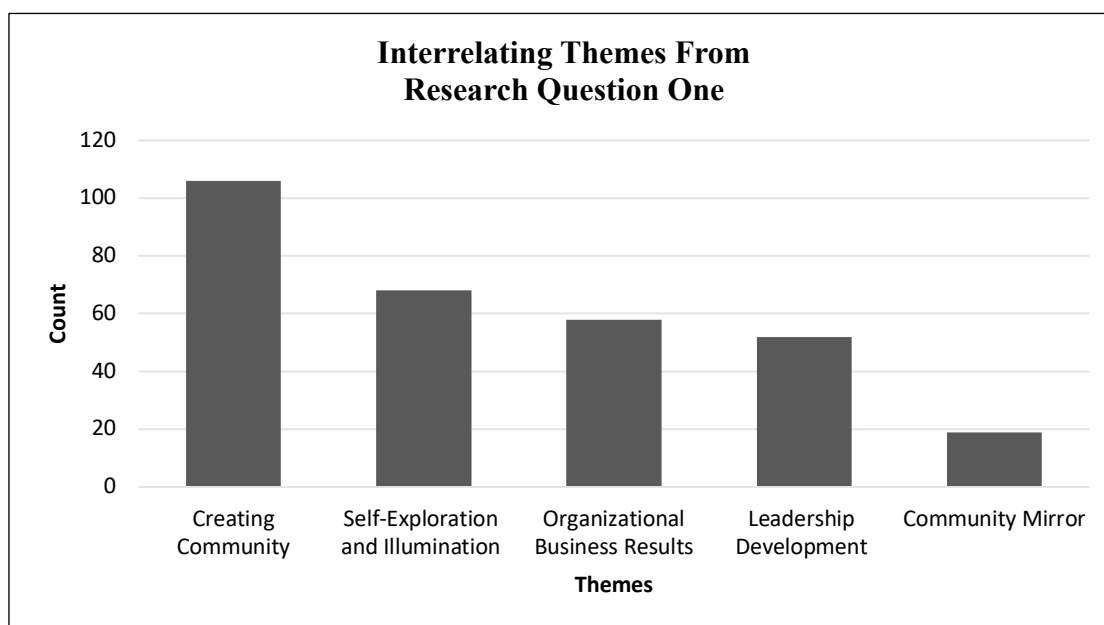 Interrelating Themes From
Research Question One
120
100
80
60
40
20
0
Count
Creating
Community
Self-Exploration
and Illumination
Organizational
Business Results
Leadership
Development
Community Mirror
Themes